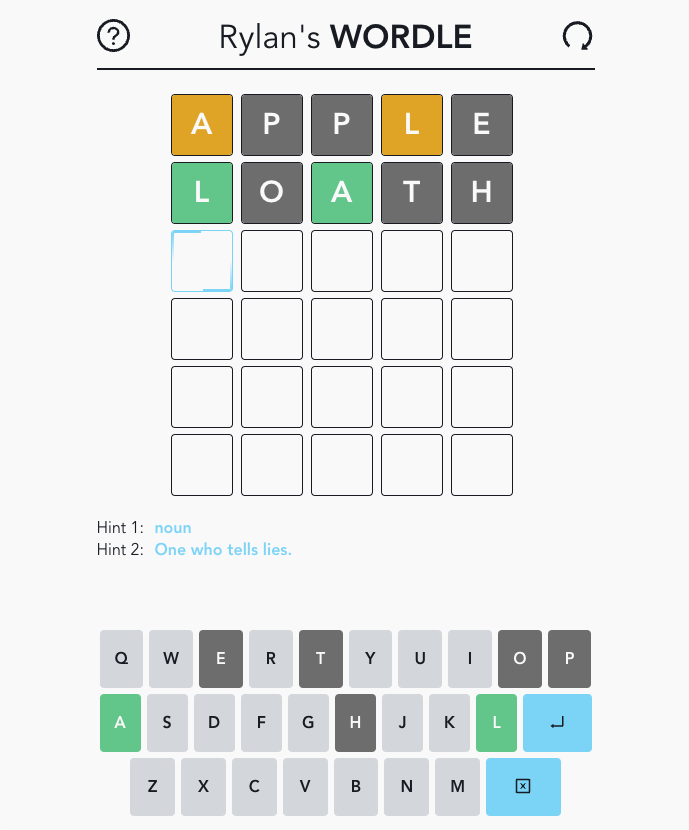 ? Rylan's WORDLE
A P P L E
L O A T H
Hint 1: noun
Hint 2: One who tells lies.
Q W E R T Y U I O P
A S D F G H J K L
Z X C V B N M